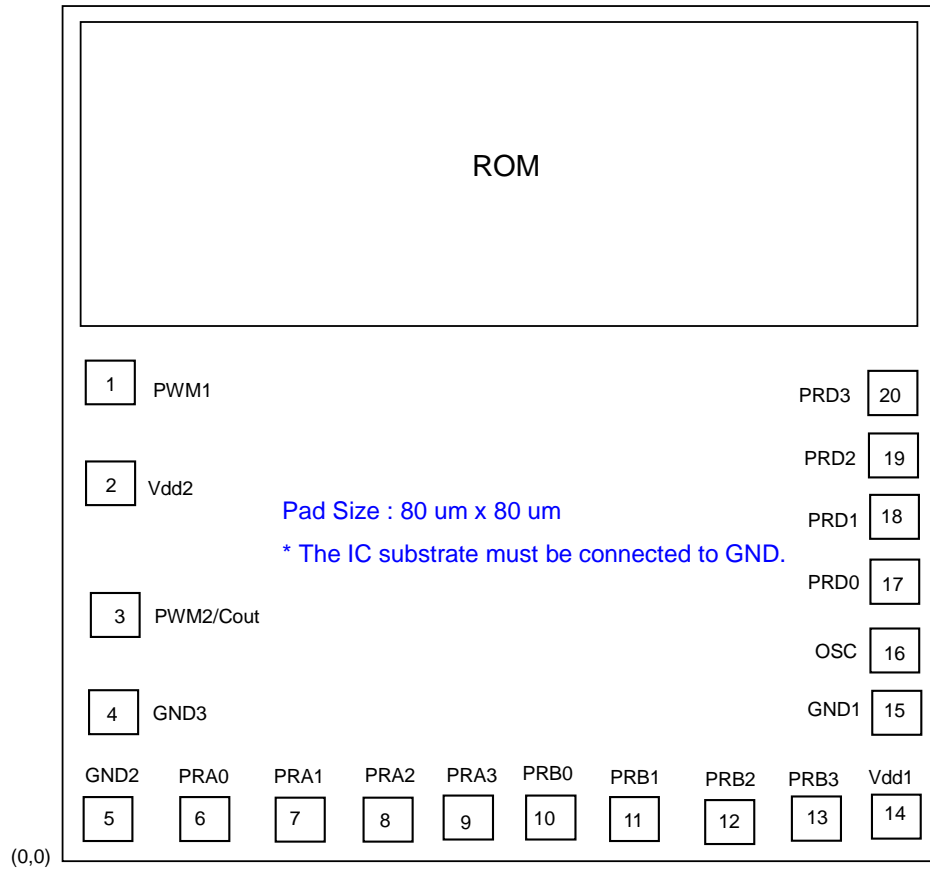 ROM
1 PWM1
PRD3 20
PRD2 19
2 Vdd2
Pad Size : 80 um x 80 um
PRD1 18
* The IC substrate must be connected to GND.
PRD0 17
3 PWM2/Cout
OSC 16
4 GND3
GND1 15
GND2 PRA0 PRA1 PRA2 PRA3 PRB0 PRB1 PRB2 PRB3 Vdd1
5 6 7 8 9 10 11 12 13 14
(0,0)